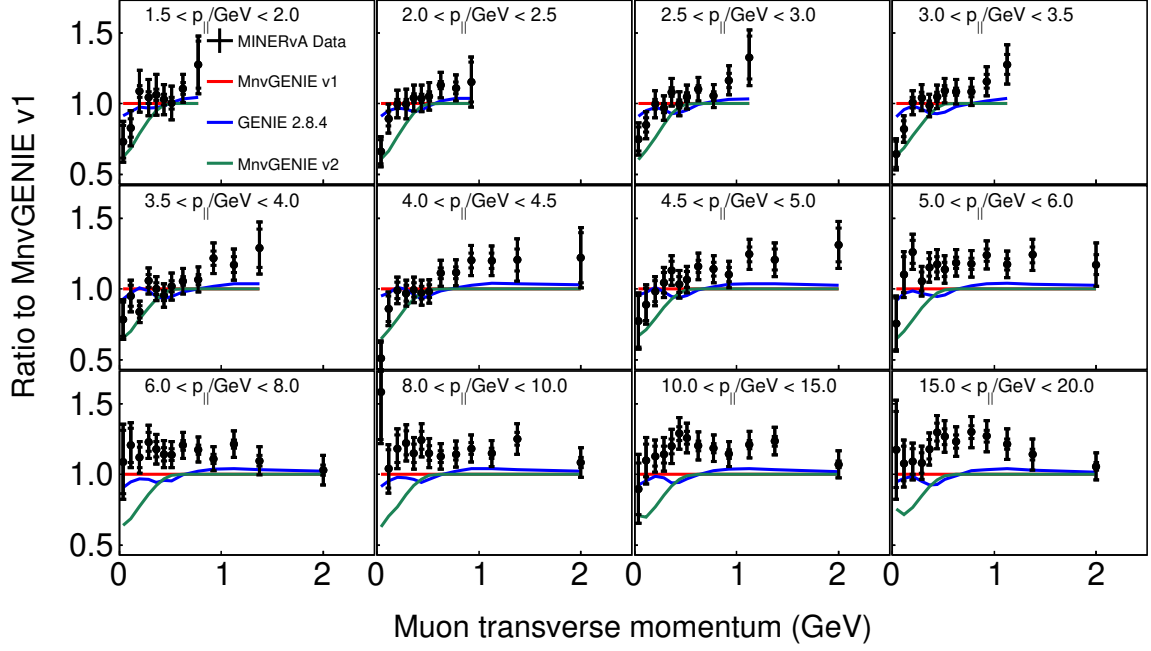 1.5 < p||/GeV < 2.0
2.0 < p||/GeV < 2.5
2.5 < p||/GeV < 3.0
3.0 < p||/GeV < 3.5
MINERvA Data
MnvGENIE v1
GENIE 2.8.4
MnvGENIE v2
1.5
1.0
0.5
3.5 < p||/GeV < 4.0
4.0 < p||/GeV < 4.5
4.5 < p||/GeV < 5.0
5.0 < p||/GeV < 6.0
1.5
1.0
0.5
6.0 < p||/GeV < 8.0
8.0 < p||/GeV < 10.0
10.0 < p||/GeV < 15.0
15.0 < p||/GeV < 20.0
1.5
1.0
0.5
0 1 2 0 1 2 0 1 2 0 1 2
Ratio to MnvGENIE v1
Muon transverse momentum (GeV)